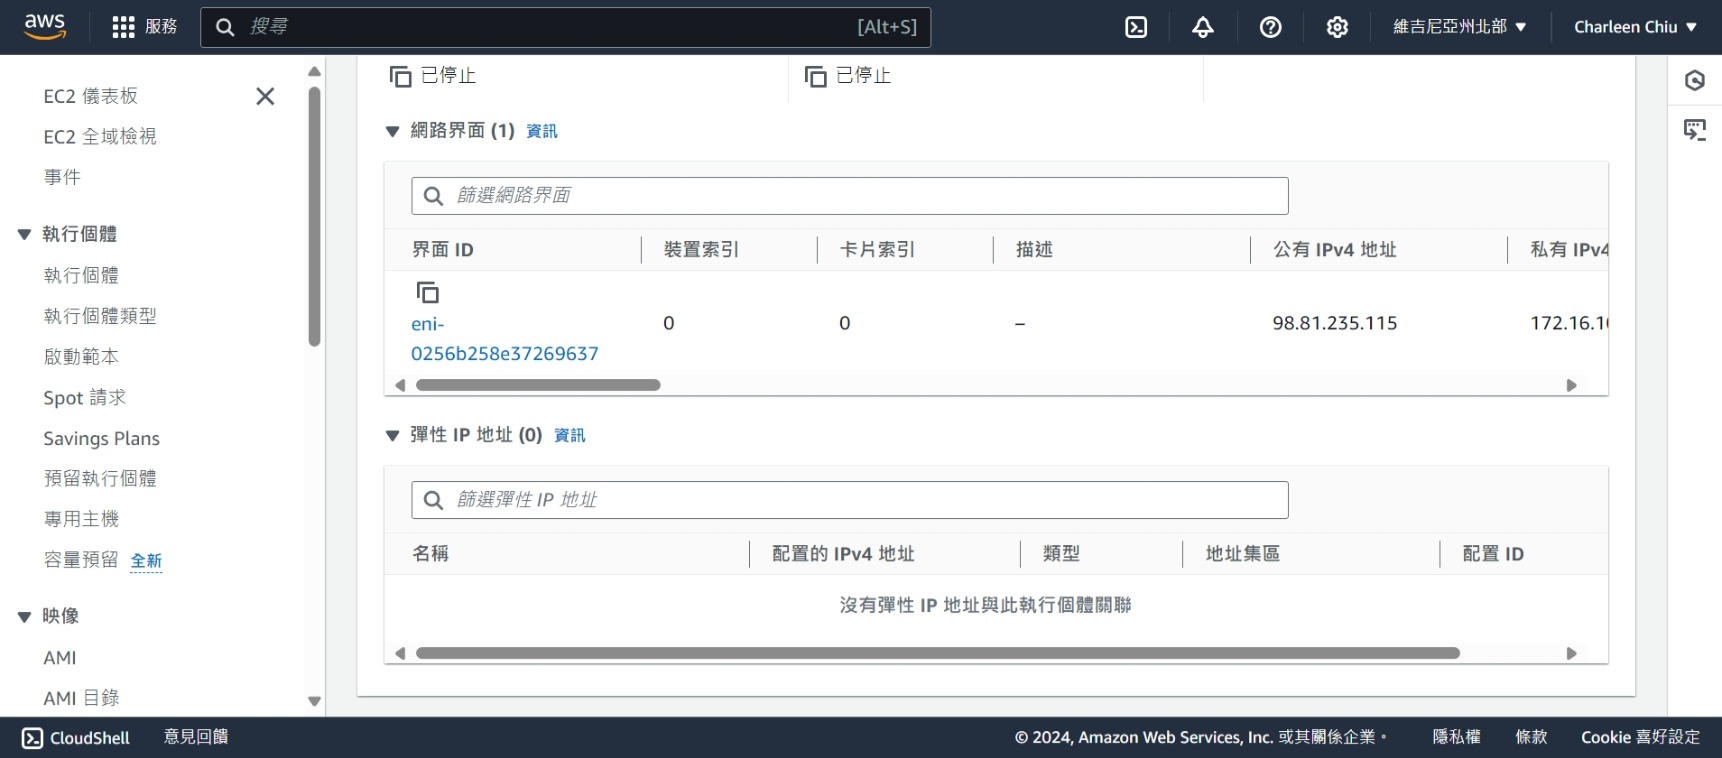 aws
服務
搜尋
[Alt+S]
維吉尼亞州北部
Charleen Chiu
EC2 儀表板
EC2 全域檢視
事件
執行個體
執行個體
執行個體類型
啟動範本
Spot 請求
Savings Plans
預留執行個體
專用主機
容量預留 全新
映像
AMI
AMI 目錄
已停止
已停止
網路界面 (1) 資訊
篩選網路界面
界面 ID
裝置索引
卡片索引
描述
公有 IPv4 地址
私有 IPv4
eni-
0256b258e37269637
0
0
–
98.81.235.115
172.16.1
彈性 IP 地址 (0) 資訊
篩選彈性 IP 地址
名稱
配置的 IPv4 地址
類型
地址集區
配置 ID
沒有彈性 IP 地址與此執行個體關聯
CloudShell
意見回饋
© 2024, Amazon Web Services, Inc. 或其關係企業。
隱私權
條款
Cookie 喜好設定